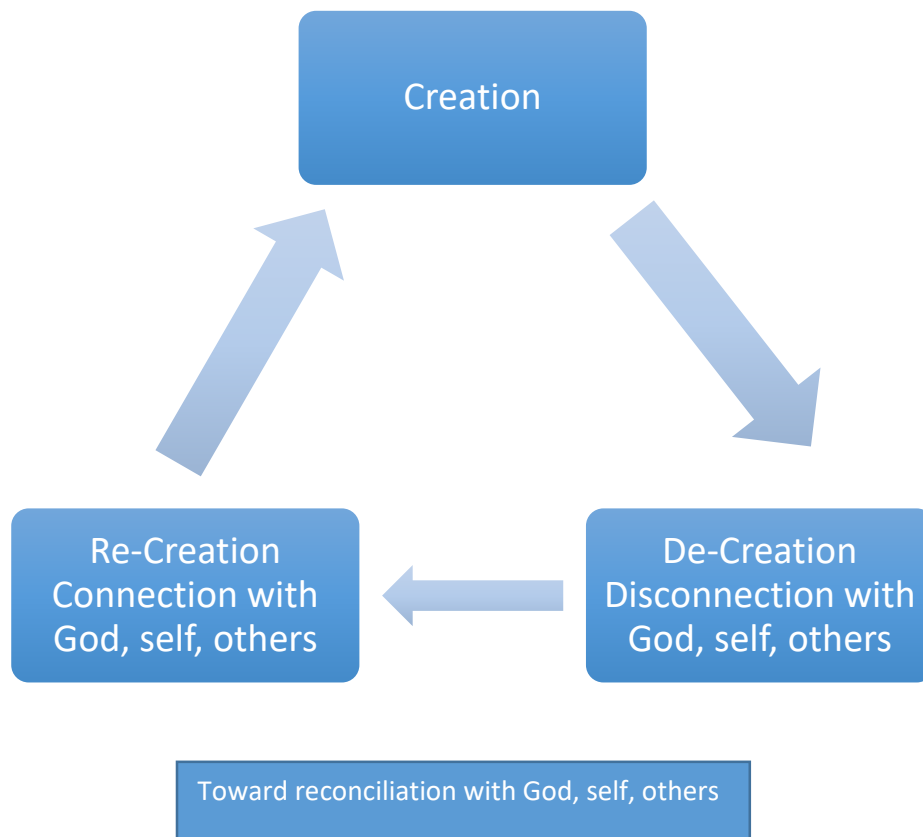 Creation
Re-Creation
Connection with
God, self, others
De-Creation
Disconnection with
God, self, others
Toward reconciliation with God, self, others